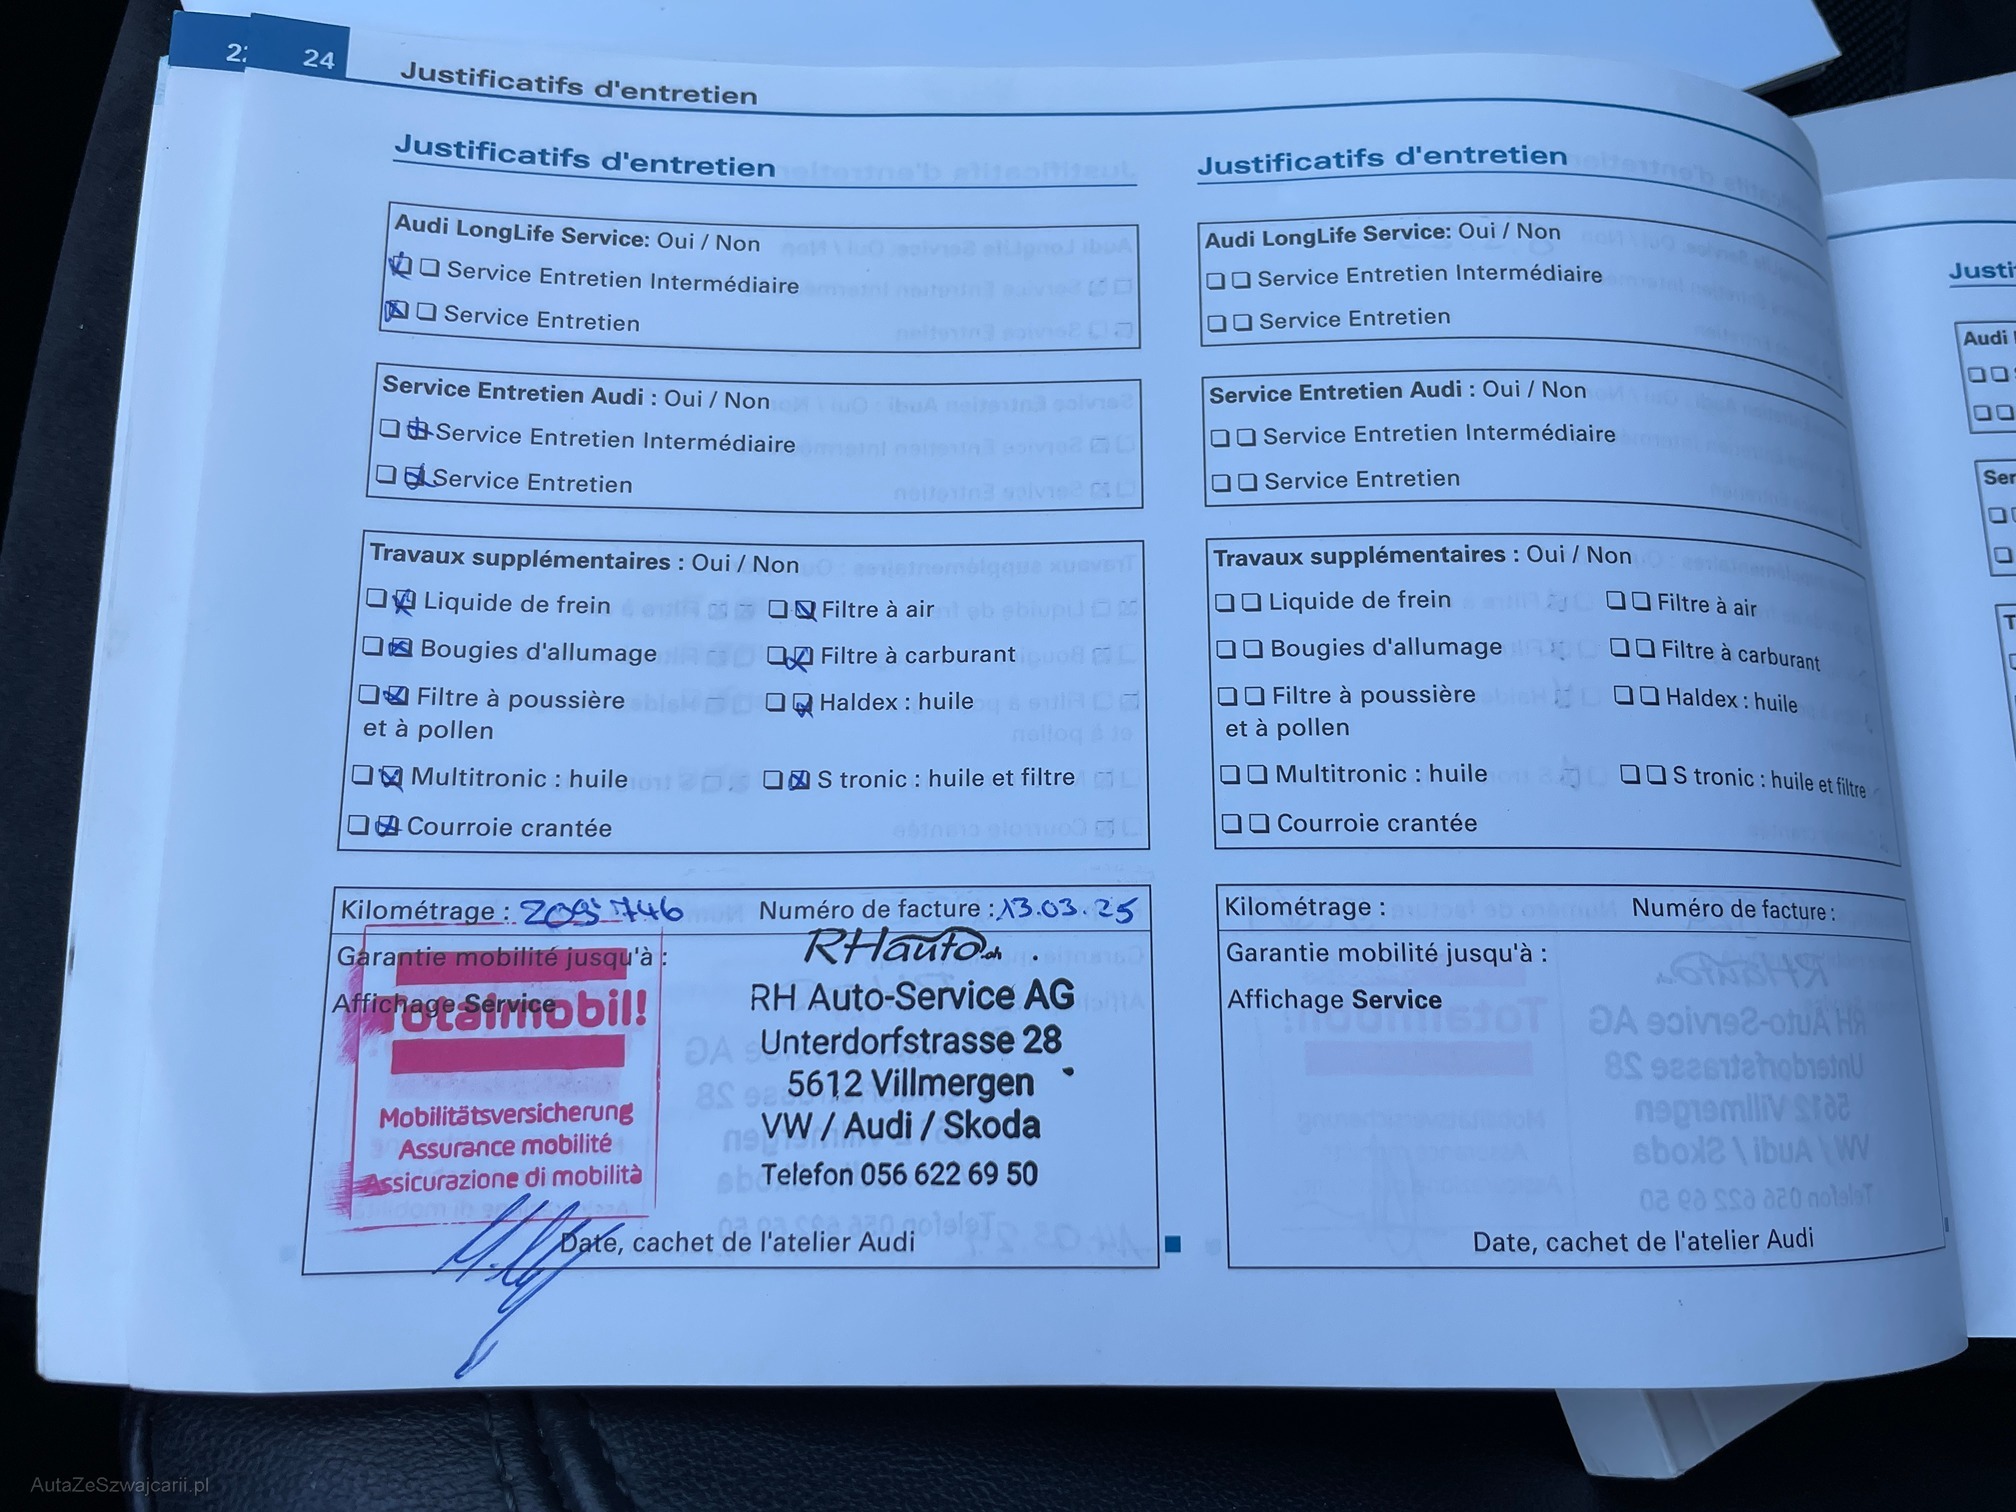 24
Justificatifs d'entretien
Justificatifs d'entretien
Audi LongLife Service: Oui / Non
Service Entretien Intermédiaire
Service Entretien
Service Entretien Audi : Oui / Non
Service Entretien Intermédiaire
Service Entretien
Travaux supplémentaires : Oui / Non
Liquide de frein Filtre à air
Bougies d'allumage Filtre à carburant
Filtre à poussière Haldex : huile
et à pollen
Multitronic : huile S tronic : huile et filtre
Courroie crantée
Kilométrage : 209'746 Numéro de facture : 13.03.25
Garantie mobilité jusqu'à :
Affichage Service
Totalmobil!
Mobilitätsversicherung
Assurance mobilité
Assicurazione di mobilità
RHauto.ch
RH Auto-Service AG
Unterdorfstrasse 28
5612 Villmergen
VW / Audi / Skoda
Telefon 056 622 69 50
Date, cachet de l'atelier Audi
Justificatifs d'entretien
Audi LongLife Service: Oui / Non
Service Entretien Intermédiaire
Service Entretien
Service Entretien Audi : Oui / Non
Service Entretien Intermédiaire
Service Entretien
Travaux supplémentaires : Oui / Non
Liquide de frein Filtre à air
Bougies d'allumage Filtre à carburant
Filtre à poussière Haldex : huile
et à pollen
Multitronic : huile S tronic : huile et filtre
Courroie crantée
Kilométrage : Numéro de facture :
Garantie mobilité jusqu'à :
Affichage Service
Date, cachet de l'atelier Audi
Audi
AutaZeSzwajcarii.pl